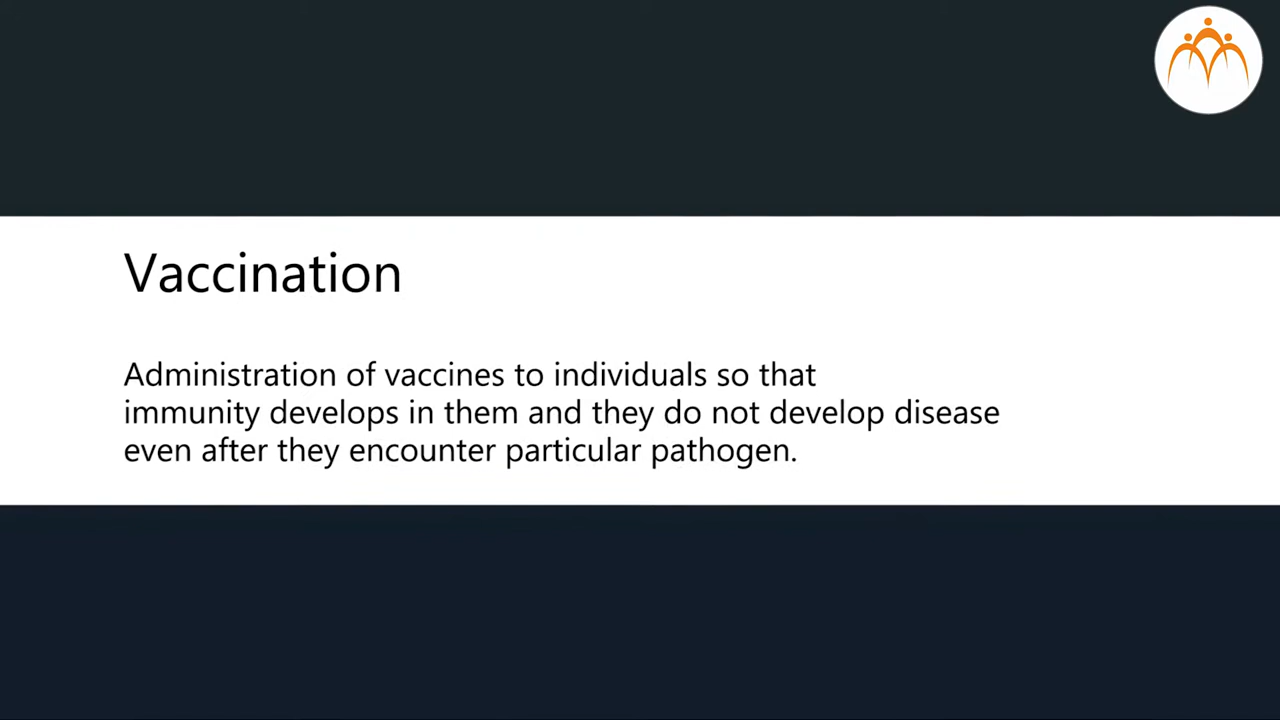 Vaccination
Administration of vaccines to individuals so that
immunity develops in them and they do not develop disease
even after they encounter particular pathogen.